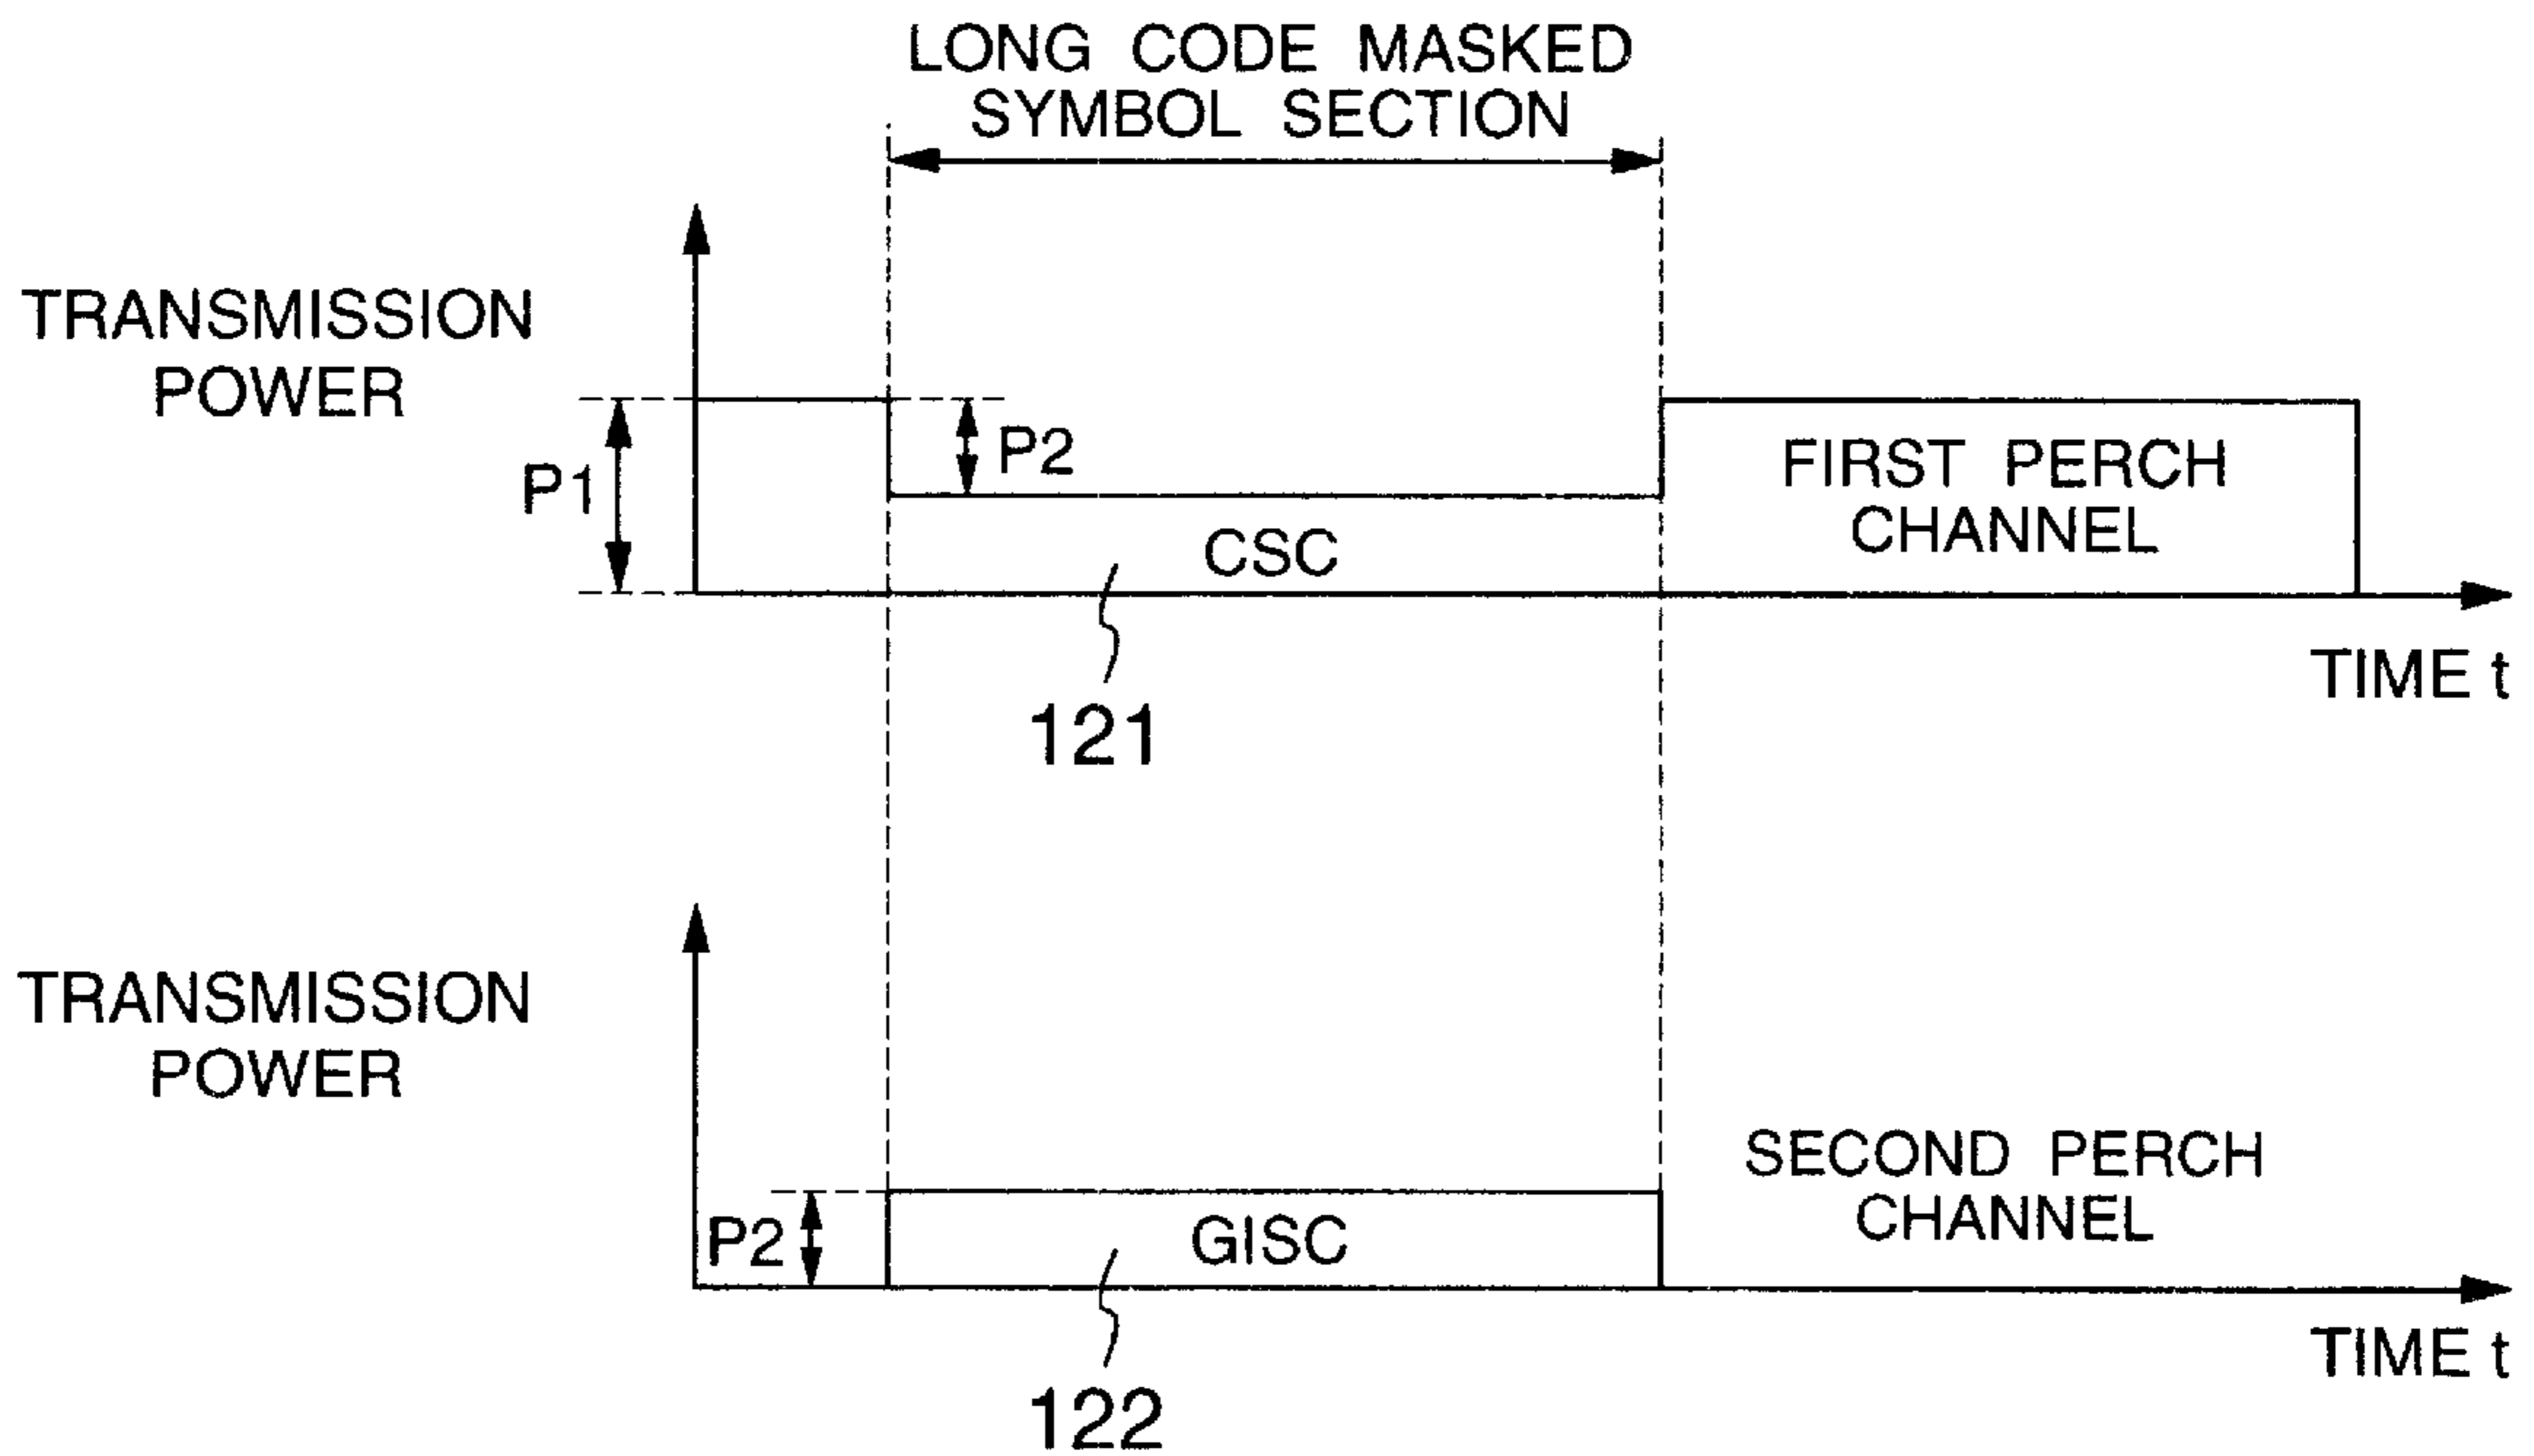 LONG CODE MASKED
SYMBOL SECTION
TRANSMISSION
POWER
P1
P2
FIRST PERCH
CHANNEL
CSC
TIME t
121
TRANSMISSION
POWER
SECOND PERCH
CHANNEL
P2
GISC
TIME t
122